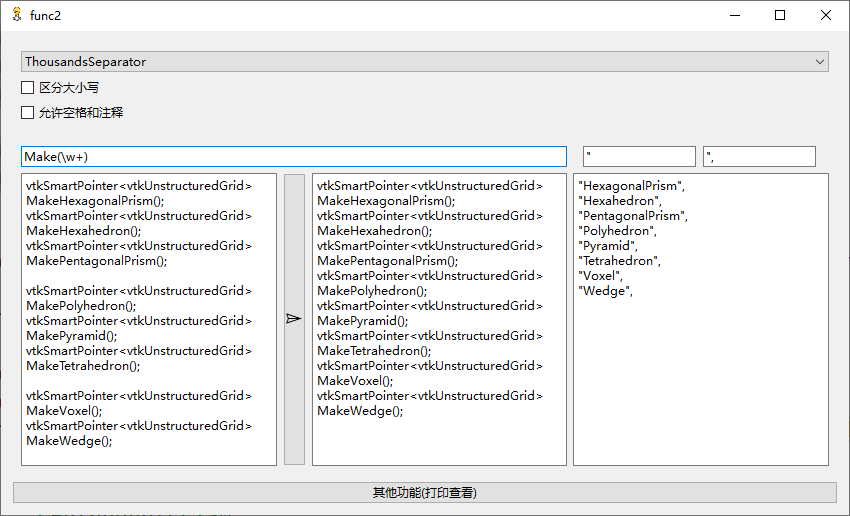 func2
ThousandsSeparator
区分大小写
允许空格和注释
Make(\w+)
"
",
vtkSmartPointer<vtkUnstructuredGrid>
MakeHexagonalPrism();
vtkSmartPointer<vtkUnstructuredGrid>
MakeHexahedron();
vtkSmartPointer<vtkUnstructuredGrid>
MakePentagonalPrism();
vtkSmartPointer<vtkUnstructuredGrid>
MakePolyhedron();
vtkSmartPointer<vtkUnstructuredGrid>
MakePyramid();
vtkSmartPointer<vtkUnstructuredGrid>
MakeTetrahedron();
vtkSmartPointer<vtkUnstructuredGrid>
MakeVoxel();
vtkSmartPointer<vtkUnstructuredGrid>
MakeWedge();
vtkSmartPointer<vtkUnstructuredGrid>
MakeHexagonalPrism();
vtkSmartPointer<vtkUnstructuredGrid>
MakeHexahedron();
vtkSmartPointer<vtkUnstructuredGrid>
MakePentagonalPrism();
vtkSmartPointer<vtkUnstructuredGrid>
MakePolyhedron();
vtkSmartPointer<vtkUnstructuredGrid>
MakePyramid();
vtkSmartPointer<vtkUnstructuredGrid>
MakeTetrahedron();
vtkSmartPointer<vtkUnstructuredGrid>
MakeVoxel();
vtkSmartPointer<vtkUnstructuredGrid>
MakeWedge();
"HexagonalPrism",
"Hexahedron",
"PentagonalPrism",
"Polyhedron",
"Pyramid",
"Tetrahedron",
"Voxel",
"Wedge",
其他功能(打印查看)